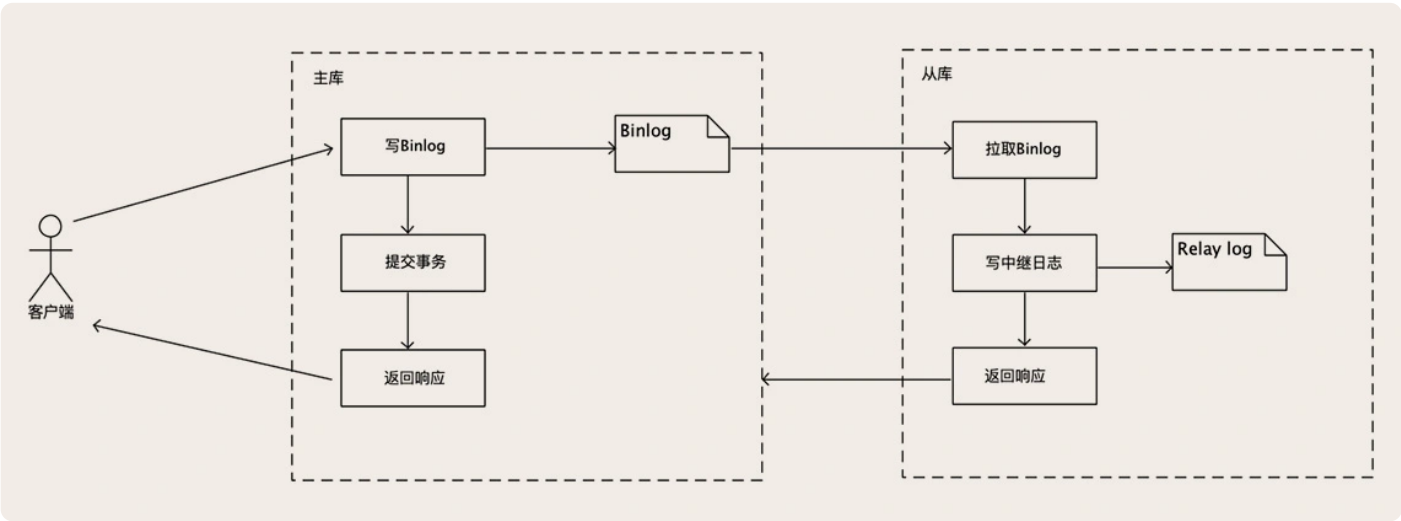 主库
从库
写Binlog
Binlog
拉取Binlog
提交事务
写中继日志
Relay log
客户端
返回响应
返回响应